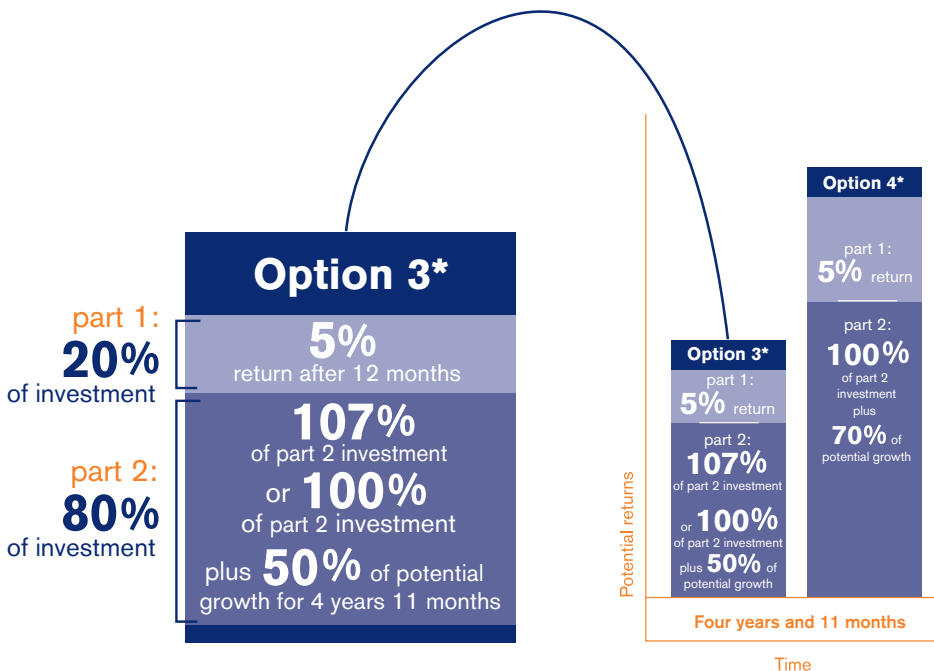 Option 3*
part 1:
20%
of investment
5%
return after 12 months
part 2:
80%
of investment
107%
of part 2 investment
or 100%
of part 2 investment
plus 50% of potential
growth for 4 years 11 months
Potential returns
Option 3*
part 1:
5% return
part 2:
107%
of part 2 investment
or 100%
of part 2 investment
plus 50% of
potential growth
Option 4*
part 1:
5% return
part 2:
100%
of part 2
investment
plus
70% of
potential growth
Four years and 11 months
Time